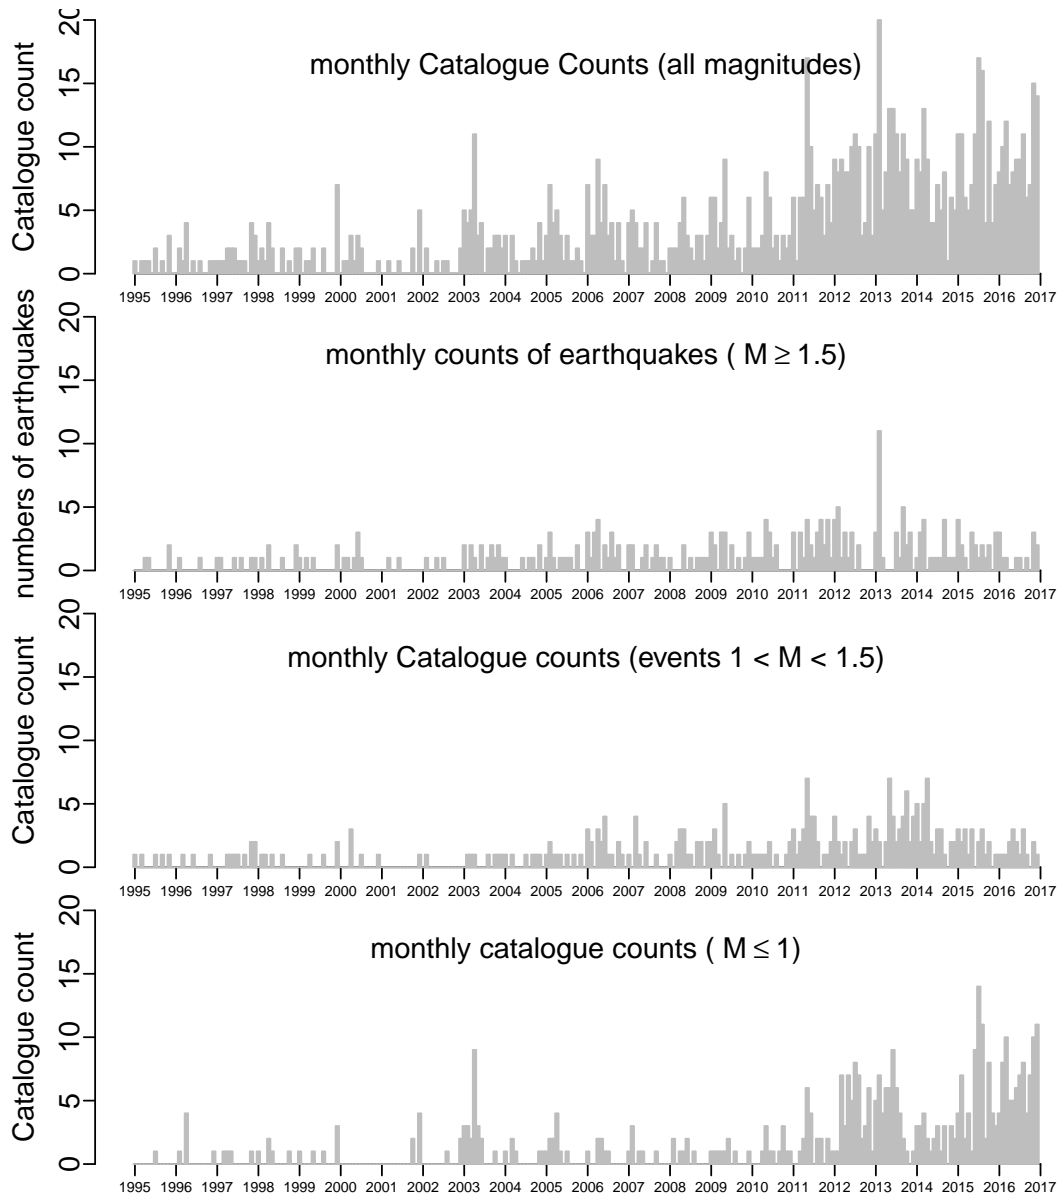 monthly Catalogue Counts (all magnitudes)
Catalogue count
0 5 10 15 20
1995 1996 1997 1998 1999 2000 2001 2002 2003 2004 2005 2006 2007 2008 2009 2010 2011 2012 2013 2014 2015 2016 2017
monthly counts of earthquakes ( M ≥ 1.5)
numbers of earthquakes
0 5 10 15 20
1995 1996 1997 1998 1999 2000 2001 2002 2003 2004 2005 2006 2007 2008 2009 2010 2011 2012 2013 2014 2015 2016 2017
monthly Catalogue counts (events 1 < M < 1.5)
Catalogue count
0 5 10 15 20
1995 1996 1997 1998 1999 2000 2001 2002 2003 2004 2005 2006 2007 2008 2009 2010 2011 2012 2013 2014 2015 2016 2017
monthly catalogue counts ( M ≤ 1)
Catalogue count
0 5 10 15 20
1995 1996 1997 1998 1999 2000 2001 2002 2003 2004 2005 2006 2007 2008 2009 2010 2011 2012 2013 2014 2015 2016 2017